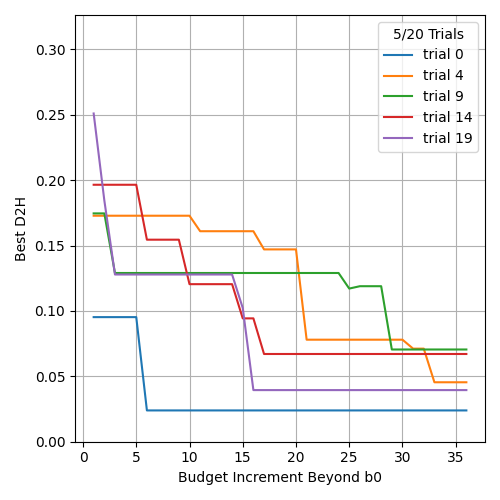 5/20 Trials
trial 0
trial 4
trial 9
trial 14
trial 19
Best D2H
0.30
0.25
0.20
0.15
0.10
0.05
0.00
0 5 10 15 20 25 30 35
Budget Increment Beyond b0